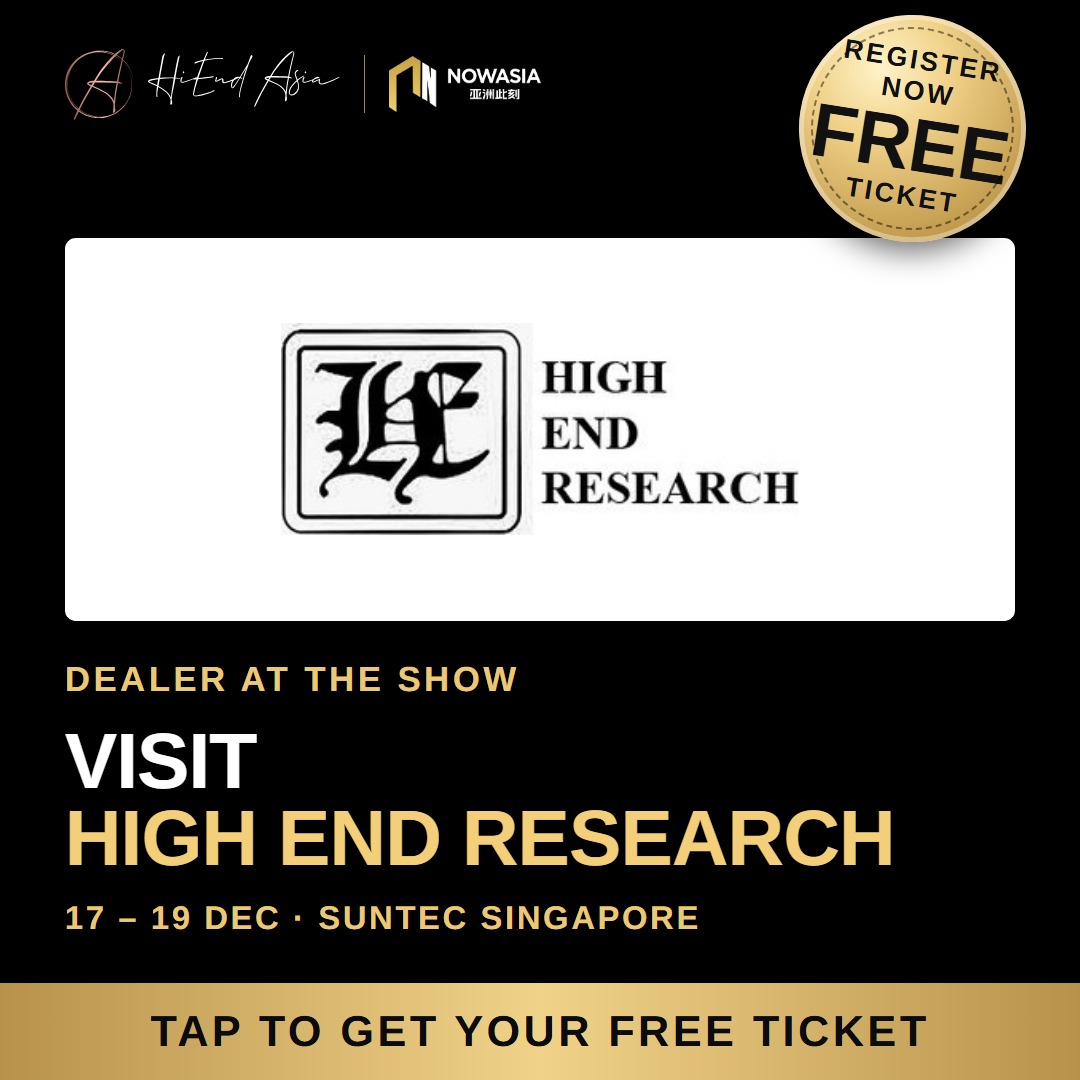 HiEnd Asia
NOWASIA
亚洲此刻
REGISTER
NOW
FREE
TICKET
HE
HIGH
END
RESEARCH
DEALER AT THE SHOW
VISIT
HIGH END RESEARCH
17 – 19 DEC · SUNTEC SINGAPORE
TAP TO GET YOUR FREE TICKET